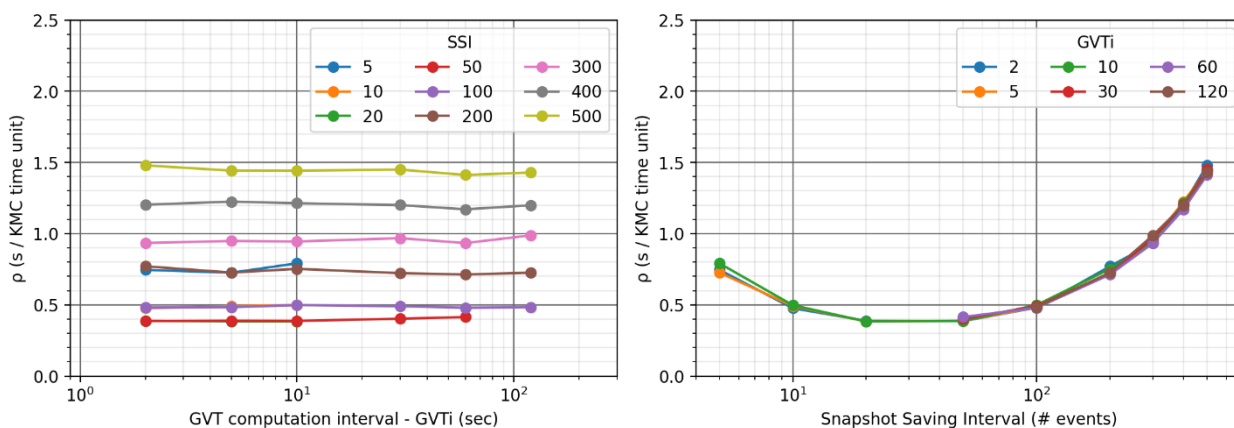 SSI
5 50 300
10 100 400
20 200 500
2.5
2.0
1.5
1.0
0.5
0.0
ρ (s / KMC time unit)
10⁰ 10¹ 10²
GVT computation interval - GVTi (sec)
GVTi
2 10 60
5 30 120
2.5
2.0
1.5
1.0
0.5
0.0
ρ (s / KMC time unit)
10¹ 10²
Snapshot Saving Interval (# events)